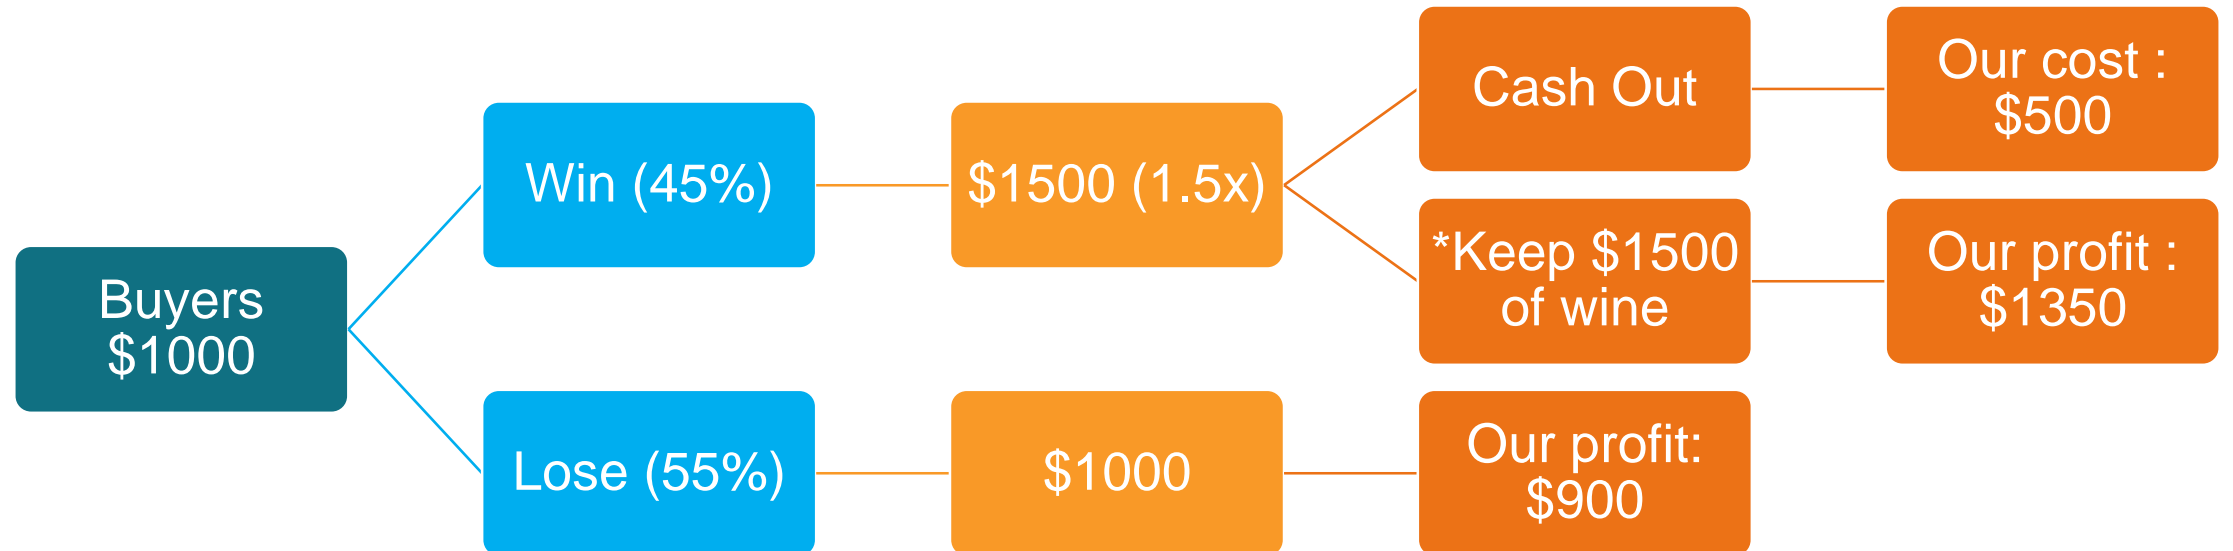 Buyers
$1000
Win (45%)
$1500 (1.5x)
Cash Out
Our cost :
$500
*Keep $1500
of wine
Our profit :
$1350
Lose (55%)
$1000
Our profit:
$900